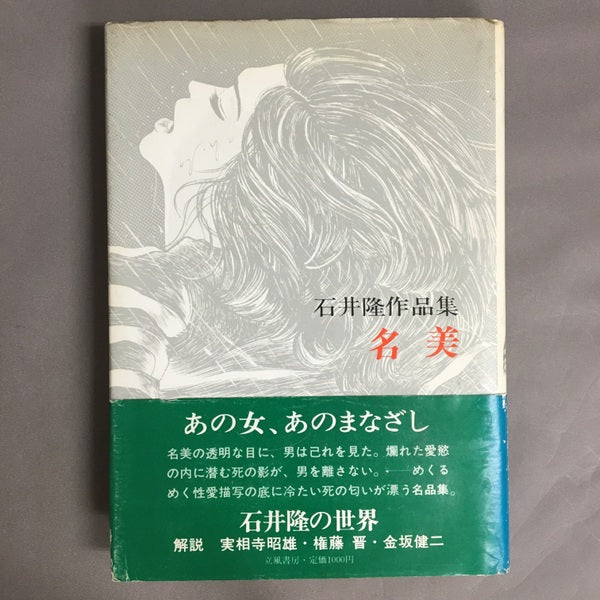 石井隆作品集
名美
あの女、あのまなざし
名美の透明な目に、男は己れを見た。爛れた愛慾
の内に潜む死の影が、男を離さない。――めくる
めく性愛描写の底に冷たい死の匂いが漂う名品集。
石井隆の世界
解説 実相寺昭雄・権藤 晋・金坂健二
立風書房・定価1000円